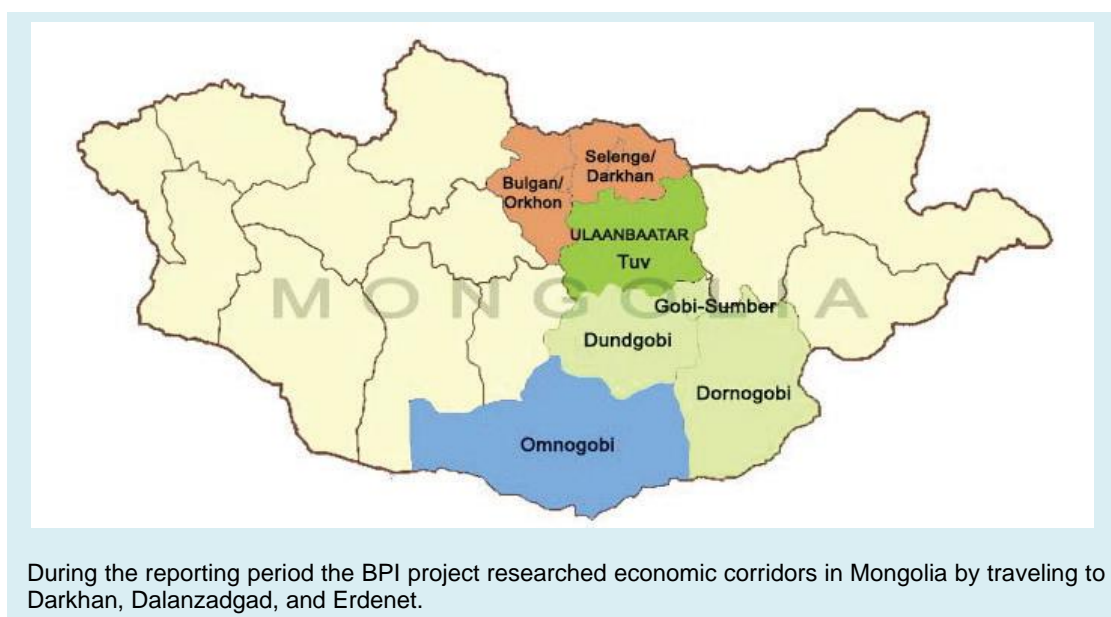 Selenge/
Darkhan
Bulgan/
Orkhon
ULAANBAATAR
Tuv
MONGOLIA
Gobi-Sumber
Dundgobi
Dornogobi
Omnogobi
During the reporting period the BPI project researched economic corridors in Mongolia by traveling to
Darkhan, Dalanzadgad, and Erdenet.